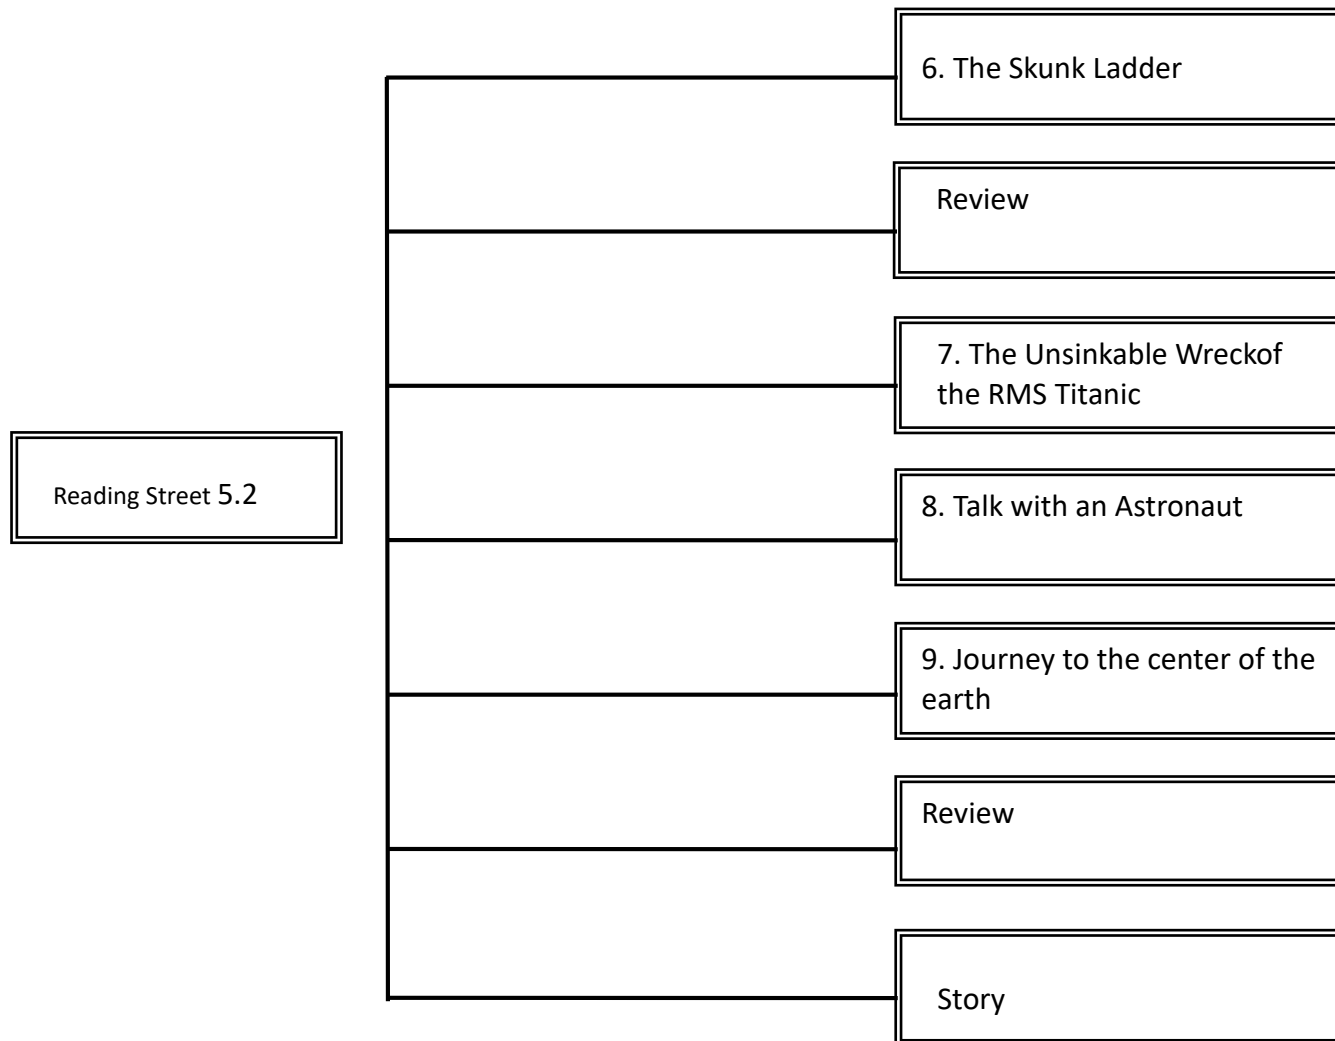 6. The Skunk Ladder
Review
7. The Unsinkable Wreckof
the RMS Titanic
Reading Street 5.2
8. Talk with an Astronaut
9. Journey to the center of the
earth
Review
Story